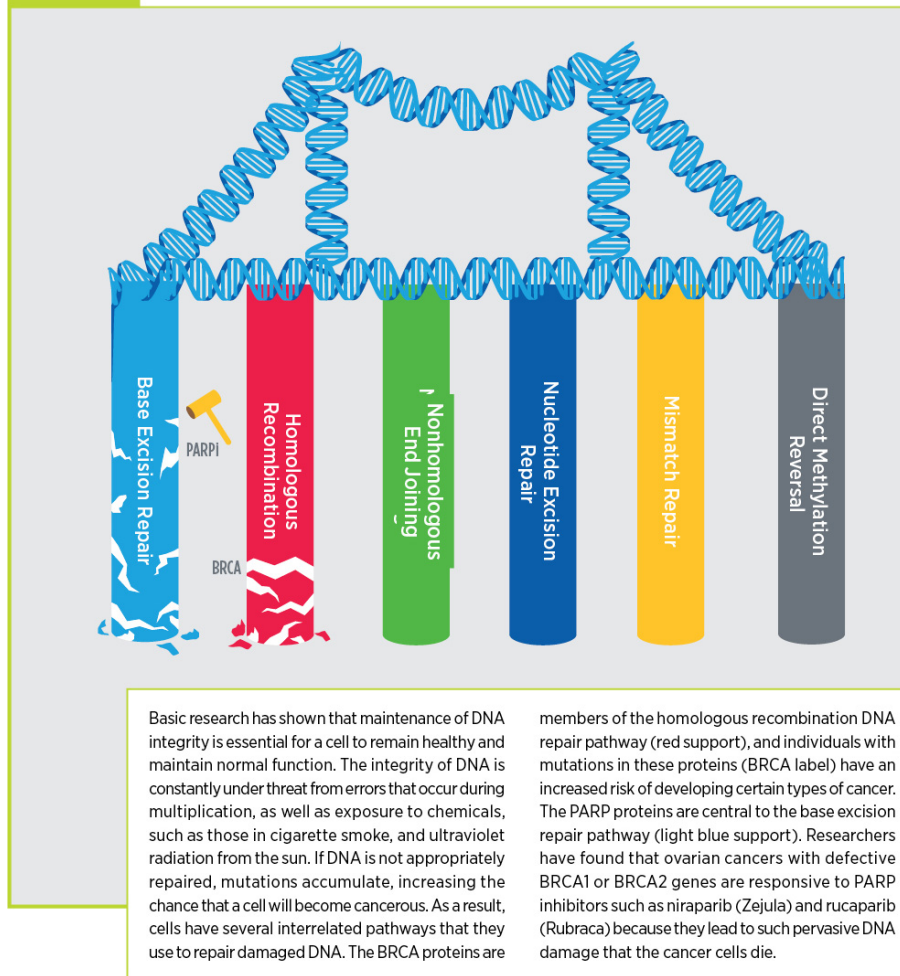 Base Excision Repair
PARPi
Homologous
Recombination
BRCA
Nonhomologous
End Joining
Nucleotide Excision
Repair
Mismatch Repair
Direct Methylation
Reversal
Basic research has shown that maintenance of DNA
integrity is essential for a cell to remain healthy and
maintain normal function. The integrity of DNA is
constantly under threat from errors that occur during
multiplication, as well as exposure to chemicals,
such as those in cigarette smoke, and ultraviolet
radiation from the sun. If DNA is not appropriately
repaired, mutations accumulate, increasing the
chance that a cell will become cancerous. As a result,
cells have several interrelated pathways that they
use to repair damaged DNA. The BRCA proteins are
members of the homologous recombination DNA
repair pathway (red support), and individuals with
mutations in these proteins (BRCA label) have an
increased risk of developing certain types of cancer.
The PARP proteins are central to the base excision
repair pathway (light blue support). Researchers
have found that ovarian cancers with defective
BRCA1 or BRCA2 genes are responsive to PARP
inhibitors such as niraparib (Zejula) and rucaparib
(Rubraca) because they lead to such pervasive DNA
damage that the cancer cells die.